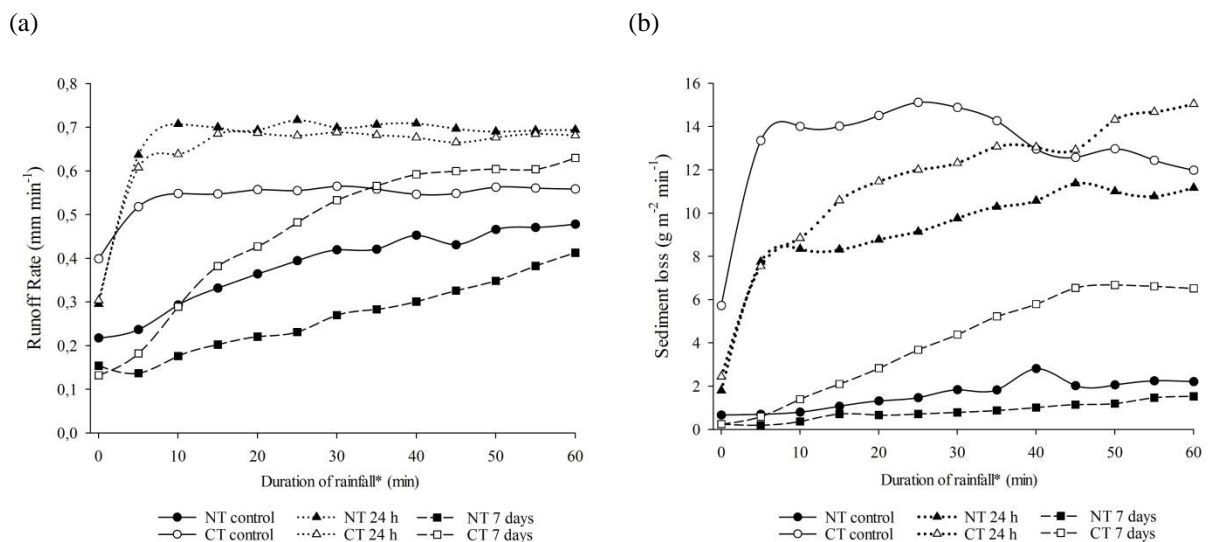 (a)
(b)
Runoff Rate (mm min⁻¹)
0,8
0,7
0,6
0,5
0,4
0,3
0,2
0,1
0,0
0 10 20 30 40 50 60
Duration of rainfall* (min)
NT control NT 24 h NT 7 days
CT control CT 24 h CT 7 days
Sediment loss (g m⁻² min⁻¹)
16
14
12
10
8
6
4
2
0
0 10 20 30 40 50 60
Duration of rainfall* (min)
NT control NT 24 h NT 7 days
CT control CT 24 h CT 7 days